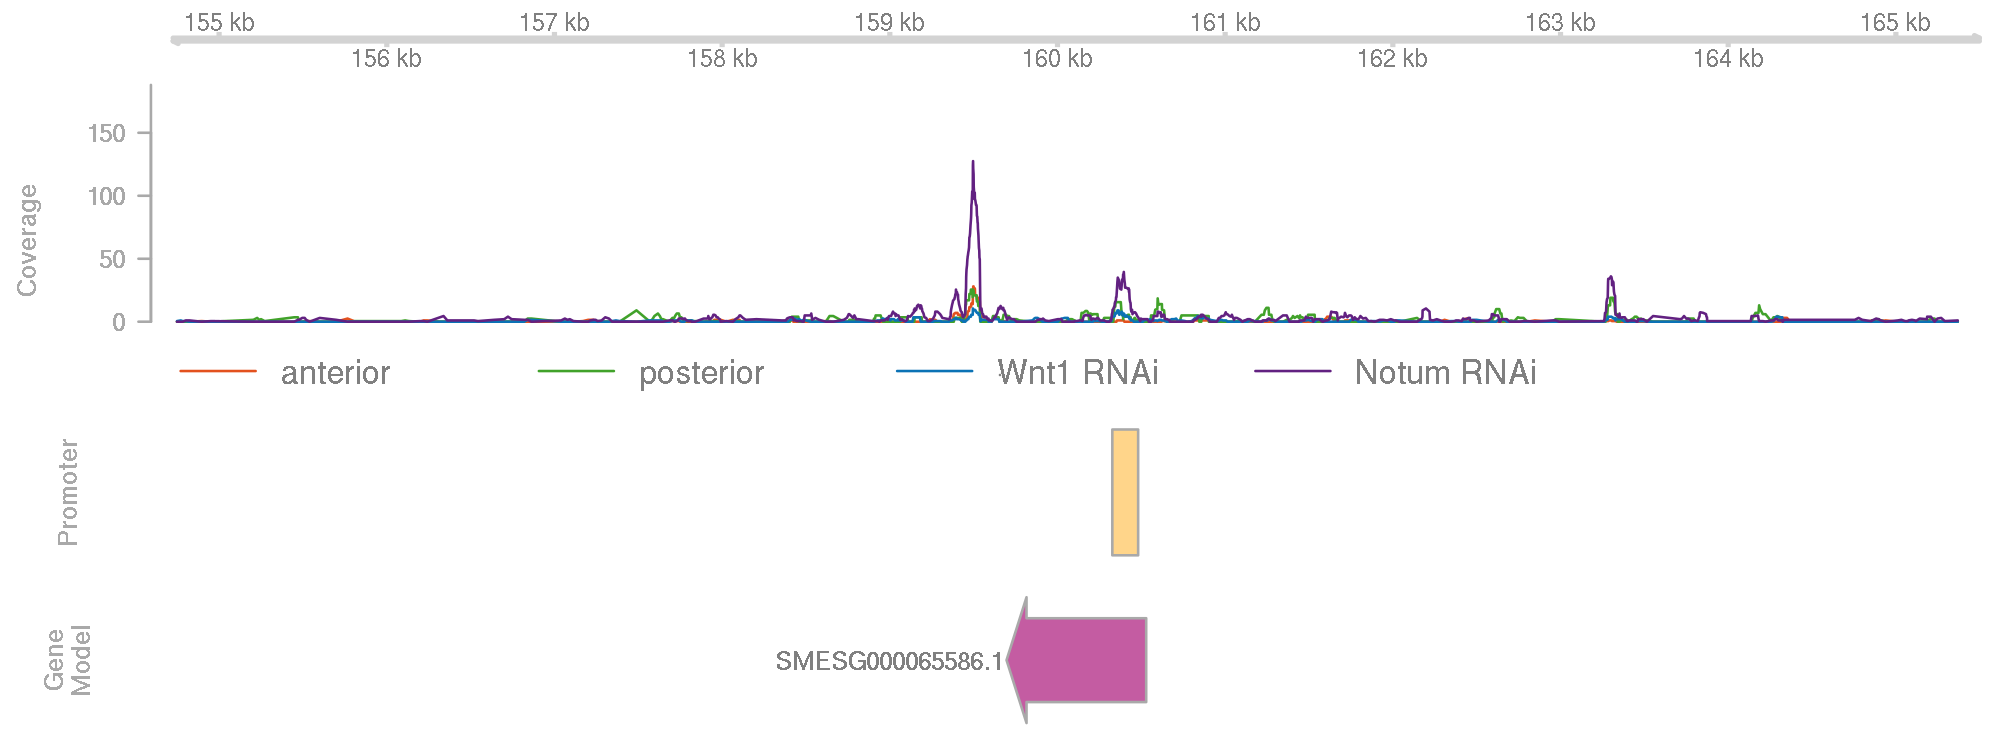 155 kb 157 kb 159 kb 161 kb 163 kb 165 kb
156 kb 158 kb 160 kb 162 kb 164 kb
Coverage
150
100
50
0
anterior posterior Wnt1 RNAi Notum RNAi
Promoter
Gene
Model
SMESG000065586.1